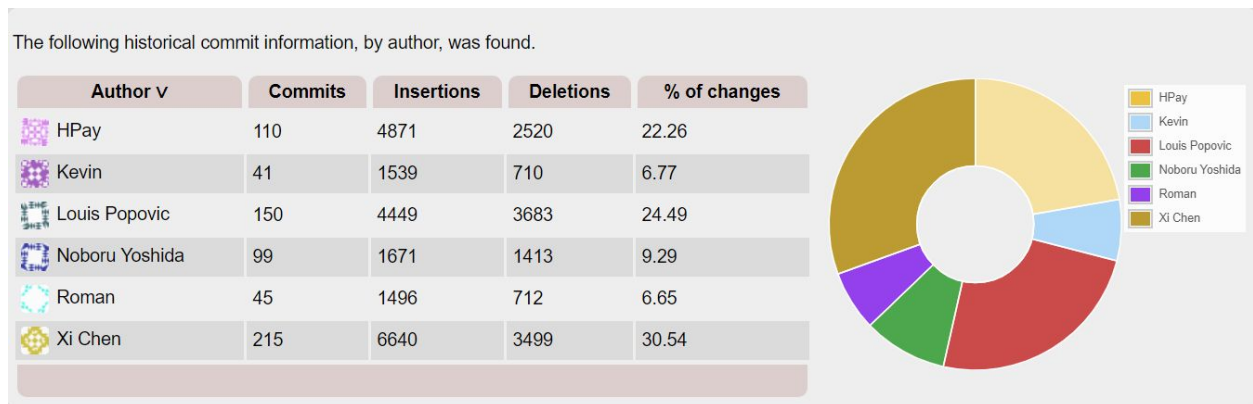 The following historical commit information, by author, was found.
Author ∨ Commits Insertions Deletions % of changes
HPay 110 4871 2520 22.26
Kevin 41 1539 710 6.77
Louis Popovic 150 4449 3683 24.49
Noboru Yoshida 99 1671 1413 9.29
Roman 45 1496 712 6.65
Xi Chen 215 6640 3499 30.54
HPay
Kevin
Louis Popovic
Noboru Yoshida
Roman
Xi Chen